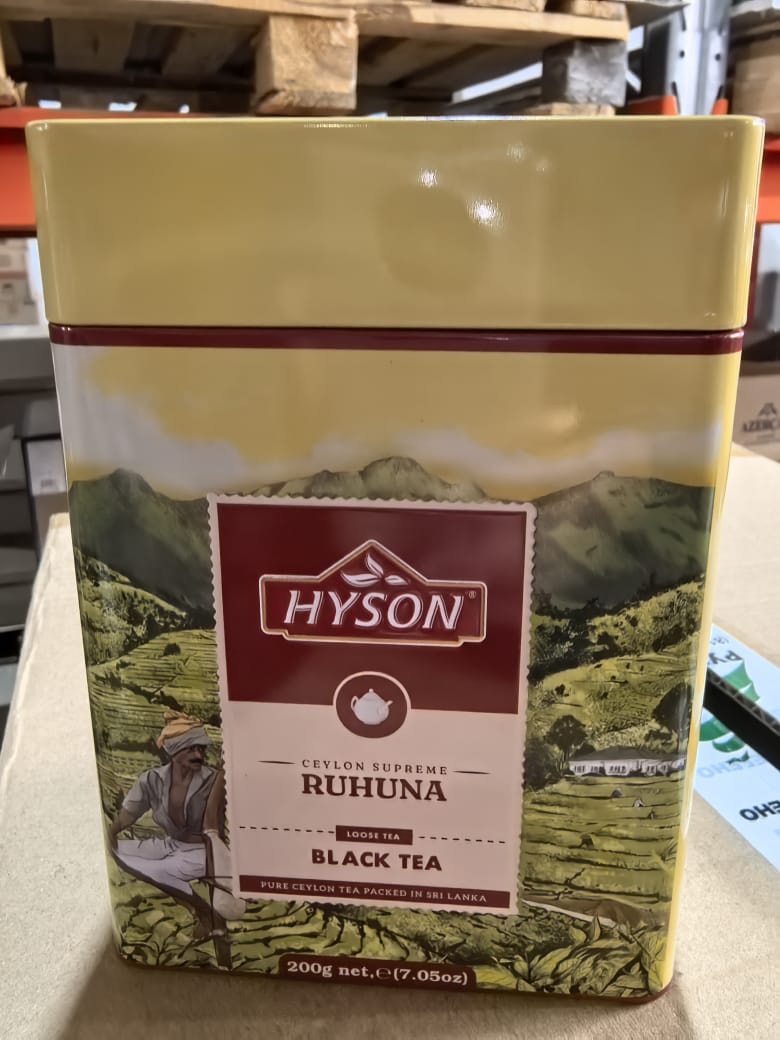 HYSON®
CEYLON SUPREME
RUHUNA
LOOSE TEA
BLACK TEA
PURE CEYLON TEA PACKED IN SRI LANKA
200g net.℮(7.05oz)